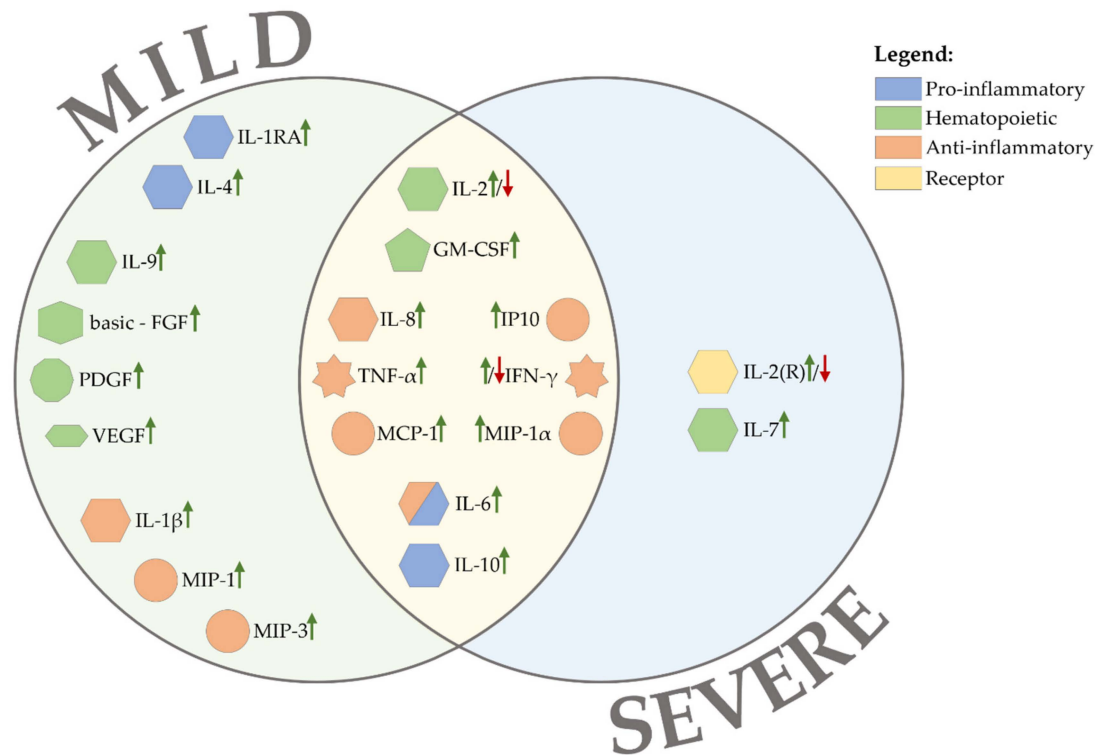 MILD
Legend:
Pro-inflammatory
Hematopoietic
Anti-inflammatory
Receptor
IL-1RA
IL-4
IL-9
basic - FGF
PDGF
VEGF
IL-1β
MIP-1
MIP-3
IL-2 /
GM-CSF
IL-8
IP10
TNF-α
/ IFN-γ
MCP-1
MIP-1α
IL-6
IL-10
IL-2(R) /
IL-7
SEVERE